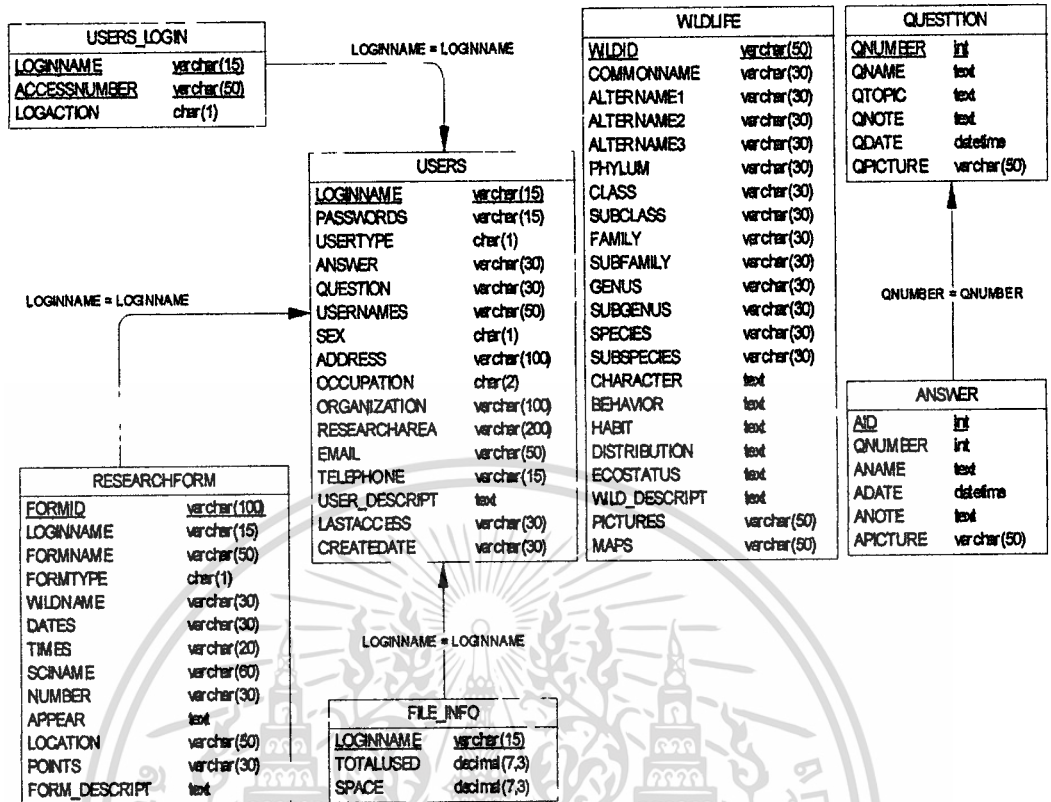 USERS_LOGIN
LOGINNAME varchar(15)
ACCESSNUMBER varchar(50)
LOGACTION char(1)
LOGINNAME = LOGINNAME
USERS
LOGINNAME varchar(15)
PASSWORDS varchar(15)
USERTYPE char(1)
ANSWER varchar(30)
QUESTION varchar(30)
USERNAMES varchar(50)
SEX char(1)
ADDRESS varchar(100)
OCCUPATION char(2)
ORGANIZATION varchar(100)
RESEARCHAREA varchar(200)
EMAIL varchar(50)
TELEPHONE varchar(15)
USER_DESCRIPT text
LASTACCESS varchar(30)
CREATEDATE varchar(30)
LOGINNAME = LOGINNAME
RESEARCHFORM
FORMID varchar(100)
LOGINNAME varchar(15)
FORMNAME varchar(50)
FORMTYPE char(1)
WILDNAME varchar(30)
DATES varchar(30)
TIMES varchar(20)
SCINAME varchar(60)
NUMBER varchar(30)
APPEAR text
LOCATION varchar(50)
POINTS varchar(30)
FORM_DESCRIPT text
LOGINNAME = LOGINNAME
FILE_INFO
LOGINNAME varchar(15)
TOTALUSED decimal(7,3)
SPACE decimal(7,3)
WILDLIFE
WILDID varchar(50)
COMMONNAME varchar(30)
ALTERNAME1 varchar(30)
ALTERNAME2 varchar(30)
ALTERNAME3 varchar(30)
PHYLUM varchar(30)
CLASS varchar(30)
SUBCLASS varchar(30)
FAMILY varchar(30)
SUBFAMILY varchar(30)
GENUS varchar(30)
SUBGENUS varchar(30)
SPECIES varchar(30)
SUBSPECIES varchar(30)
CHARACTER text
BEHAVIOR text
HABIT text
DISTRIBUTION text
ECOSTATUS text
WILD_DESCRIPT text
PICTURES varchar(50)
MAPS varchar(50)
QUESTTION
QNUMBER int
QNAME text
QTOPIC text
QNOTE text
QDATE datetime
QPICTURE varchar(50)
QNUMBER = QNUMBER
ANSWER
AID int
QNUMBER int
ANAME text
ADATE datetime
ANOTE text
APICTURE varchar(50)